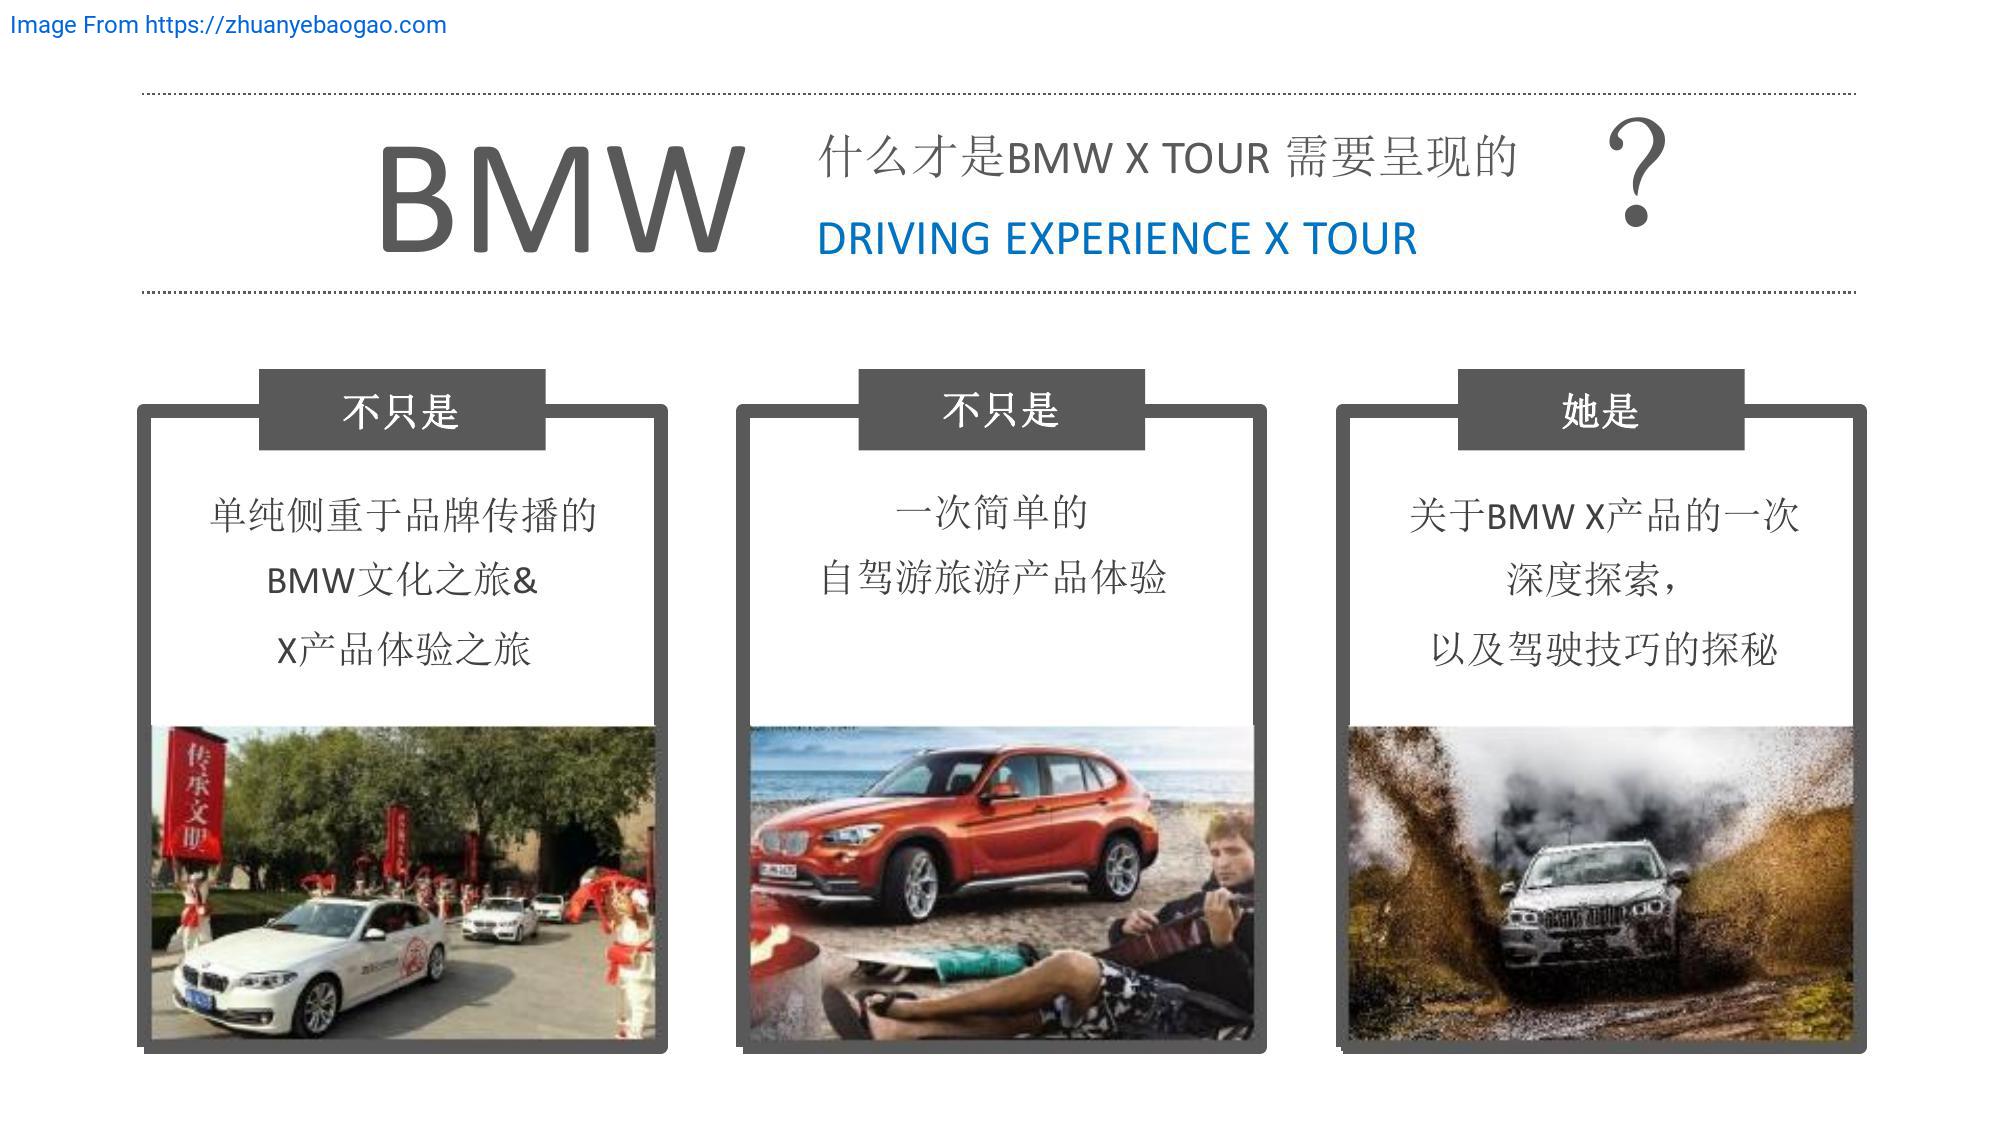 Image From https://zhuanyebaogao.com
BMW
什么才是BMW X TOUR 需要呈现的
DRIVING EXPERIENCE X TOUR
？
不只是
单纯侧重于品牌传播的
BMW文化之旅&
X产品体验之旅
传承文明
不只是
一次简单的
自驾游旅游产品体验
她是
关于BMW X产品的一次
深度探索，
以及驾驶技巧的探秘